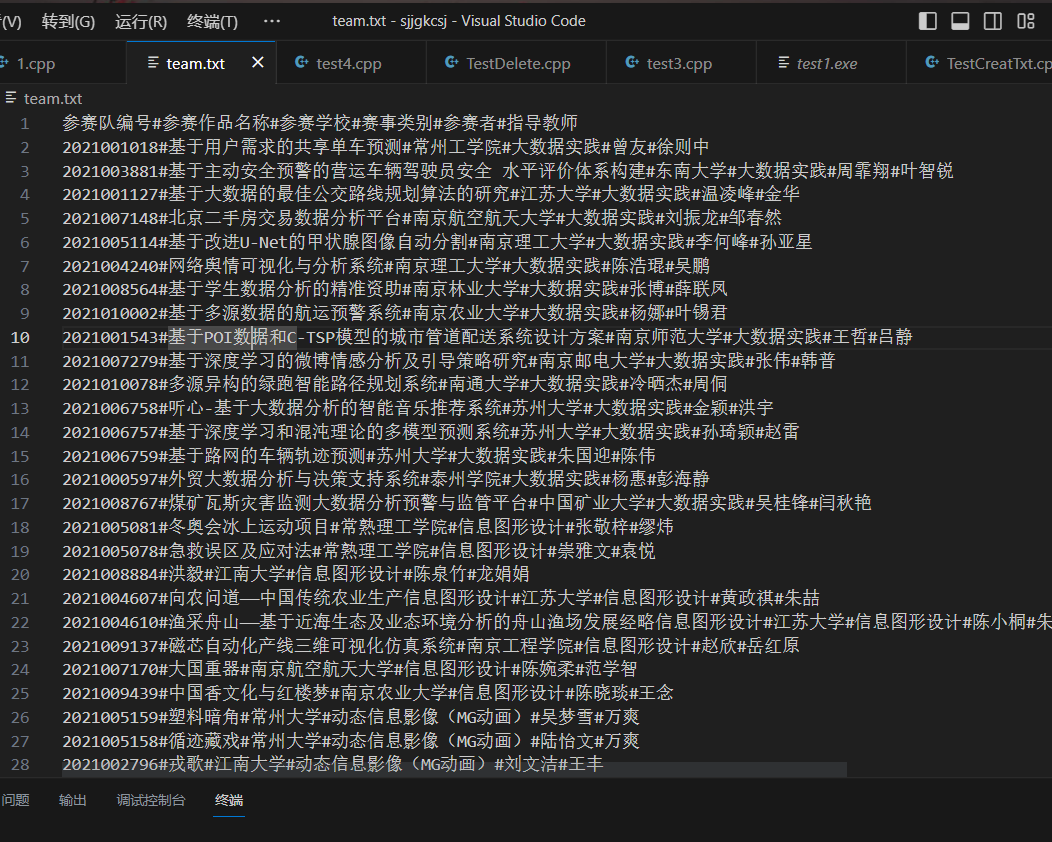 (V) 转到(G) 运行(R) 终端(T) ··· team.txt - sjjgkcsj - Visual Studio Code
1.cpp team.txt test4.cpp TestDelete.cpp test3.cpp test1.exe TestCreatTxt.cp
team.txt
1 参赛队编号#参赛作品名称#参赛学校#赛事类别#参赛者#指导教师
2 2021001018#基于用户需求的共享单车预测#常州工学院#大数据实践#曾友#徐则中
3 2021003881#基于主动安全预警的营运车辆驾驶员安全 水平评价体系构建#东南大学#大数据实践#周霏翔#叶智锐
4 2021001127#基于大数据的最佳公交路线规划算法的研究#江苏大学#大数据实践#温凌峰#金华
5 2021007148#北京二手房交易数据分析平台#南京航空航天大学#大数据实践#刘振龙#邹春然
6 2021005114#基于改进U-Net的甲状腺图像自动分割#南京理工大学#大数据实践#李何峰#孙亚星
7 2021004240#网络舆情可视化与分析系统#南京理工大学#大数据实践#陈浩琨#吴鹏
8 2021008564#基于学生数据分析的精准资助#南京林业大学#大数据实践#张博#薛联凤
9 2021010002#基于多源数据的航运预警系统#南京农业大学#大数据实践#杨娜#叶锡君
10 2021001543#基于POI数据和C-TSP模型的城市管道配送系统设计方案#南京师范大学#大数据实践#王哲#吕静
11 2021007279#基于深度学习的微博情感分析及引导策略研究#南京邮电大学#大数据实践#张伟#韩普
12 2021010078#多源异构的绿跑智能路径规划系统#南通大学#大数据实践#冷晒杰#周侗
13 2021006758#听心-基于大数据分析的智能音乐推荐系统#苏州大学#大数据实践#金颖#洪宇
14 2021006757#基于深度学习和混沌理论的多模型预测系统#苏州大学#大数据实践#孙琦颖#赵雷
15 2021006759#基于路网的车辆轨迹预测#苏州大学#大数据实践#朱国迎#陈伟
16 2021000597#外贸大数据分析与决策支持系统#泰州学院#大数据实践#杨惠#彭海静
17 2021008767#煤矿瓦斯灾害监测大数据分析预警与监管平台#中国矿业大学#大数据实践#吴桂锋#闫秋艳
18 2021005081#冬奥会冰上运动项目#常熟理工学院#信息图形设计#张敬梓#缪炜
19 2021005078#急救误区及应对法#常熟理工学院#信息图形设计#崇雅文#袁悦
20 2021008884#洪毅#江南大学#信息图形设计#陈泉竹#龙娟娟
21 2021004607#向农问道——中国传统农业生产信息图形设计#江苏大学#信息图形设计#黄政祺#朱喆
22 2021004610#渔采舟山——基于近海生态及业态环境分析的舟山渔场发展经略信息图形设计#江苏大学#信息图形设计#陈小桐#朱
23 2021009137#磁芯自动化产线三维可视化仿真系统#南京工程学院#信息图形设计#赵欣#岳红原
24 2021007170#大国重器#南京航空航天大学#信息图形设计#陈婉柔#范学智
25 2021009439#中国香文化与红楼梦#南京农业大学#信息图形设计#陈晓琰#王念
26 2021005159#塑料暗角#常州大学#动态信息影像（MG动画）#吴梦雪#万爽
27 2021005158#循迹藏戏#常州大学#动态信息影像（MG动画）#陆怡文#万爽
28 2021002796#戎歌#江南大学#动态信息影像（MG动画）#刘文洁#王丰
问题 输出 调试控制台 终端